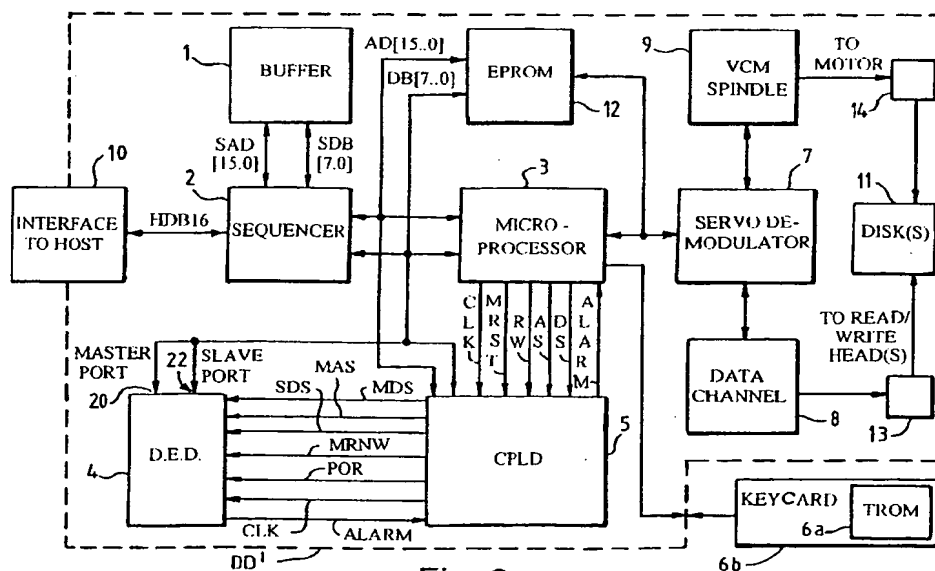 1
BUFFER
AD[15..0]
DB[7..0]
EPROM
12
9
VCM
SPINDLE
TO
MOTOR
14
SAD
[15.0]
SDB
[7.0]
10
INTERFACE
TO HOST
HDB16
2
SEQUENCER
3
MICRO-
PROCESSOR
7
SERVO DE-
MODULATOR
11
DISK(S)
CLK
MRST
RW
AS
DS
ALARM
TO READ/
WRITE
HEAD(S)
MASTER
PORT
20
22
SLAVE
PORT
SDS
MAS
MDS
MRNW
POR
CLK
ALARM
4
D.E.D.
CPLD
5
DATA
CHANNEL
8
13
KEYCARD
TROM
6a
6b
DD'